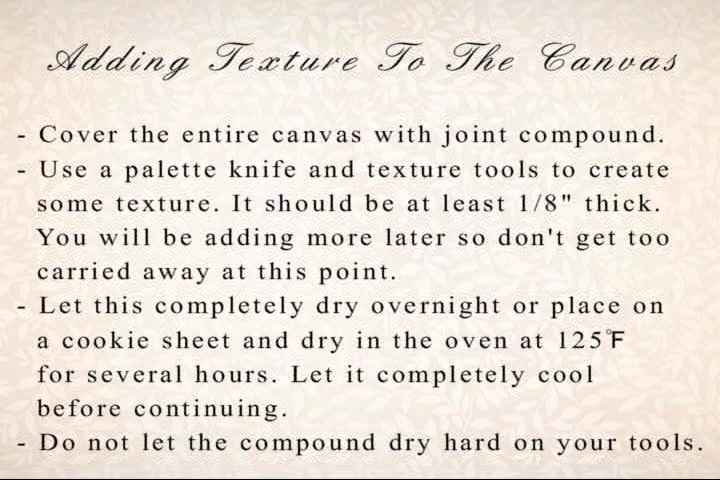 Adding Texture To The Canvas
- Cover the entire canvas with joint compound.
- Use a palette knife and texture tools to create
some texture. It should be at least 1/8" thick.
You will be adding more later so don't get too
carried away at this point.
- Let this completely dry overnight or place on
a cookie sheet and dry in the oven at 125℉
for several hours. Let it completely cool
before continuing.
- Do not let the compound dry hard on your tools.